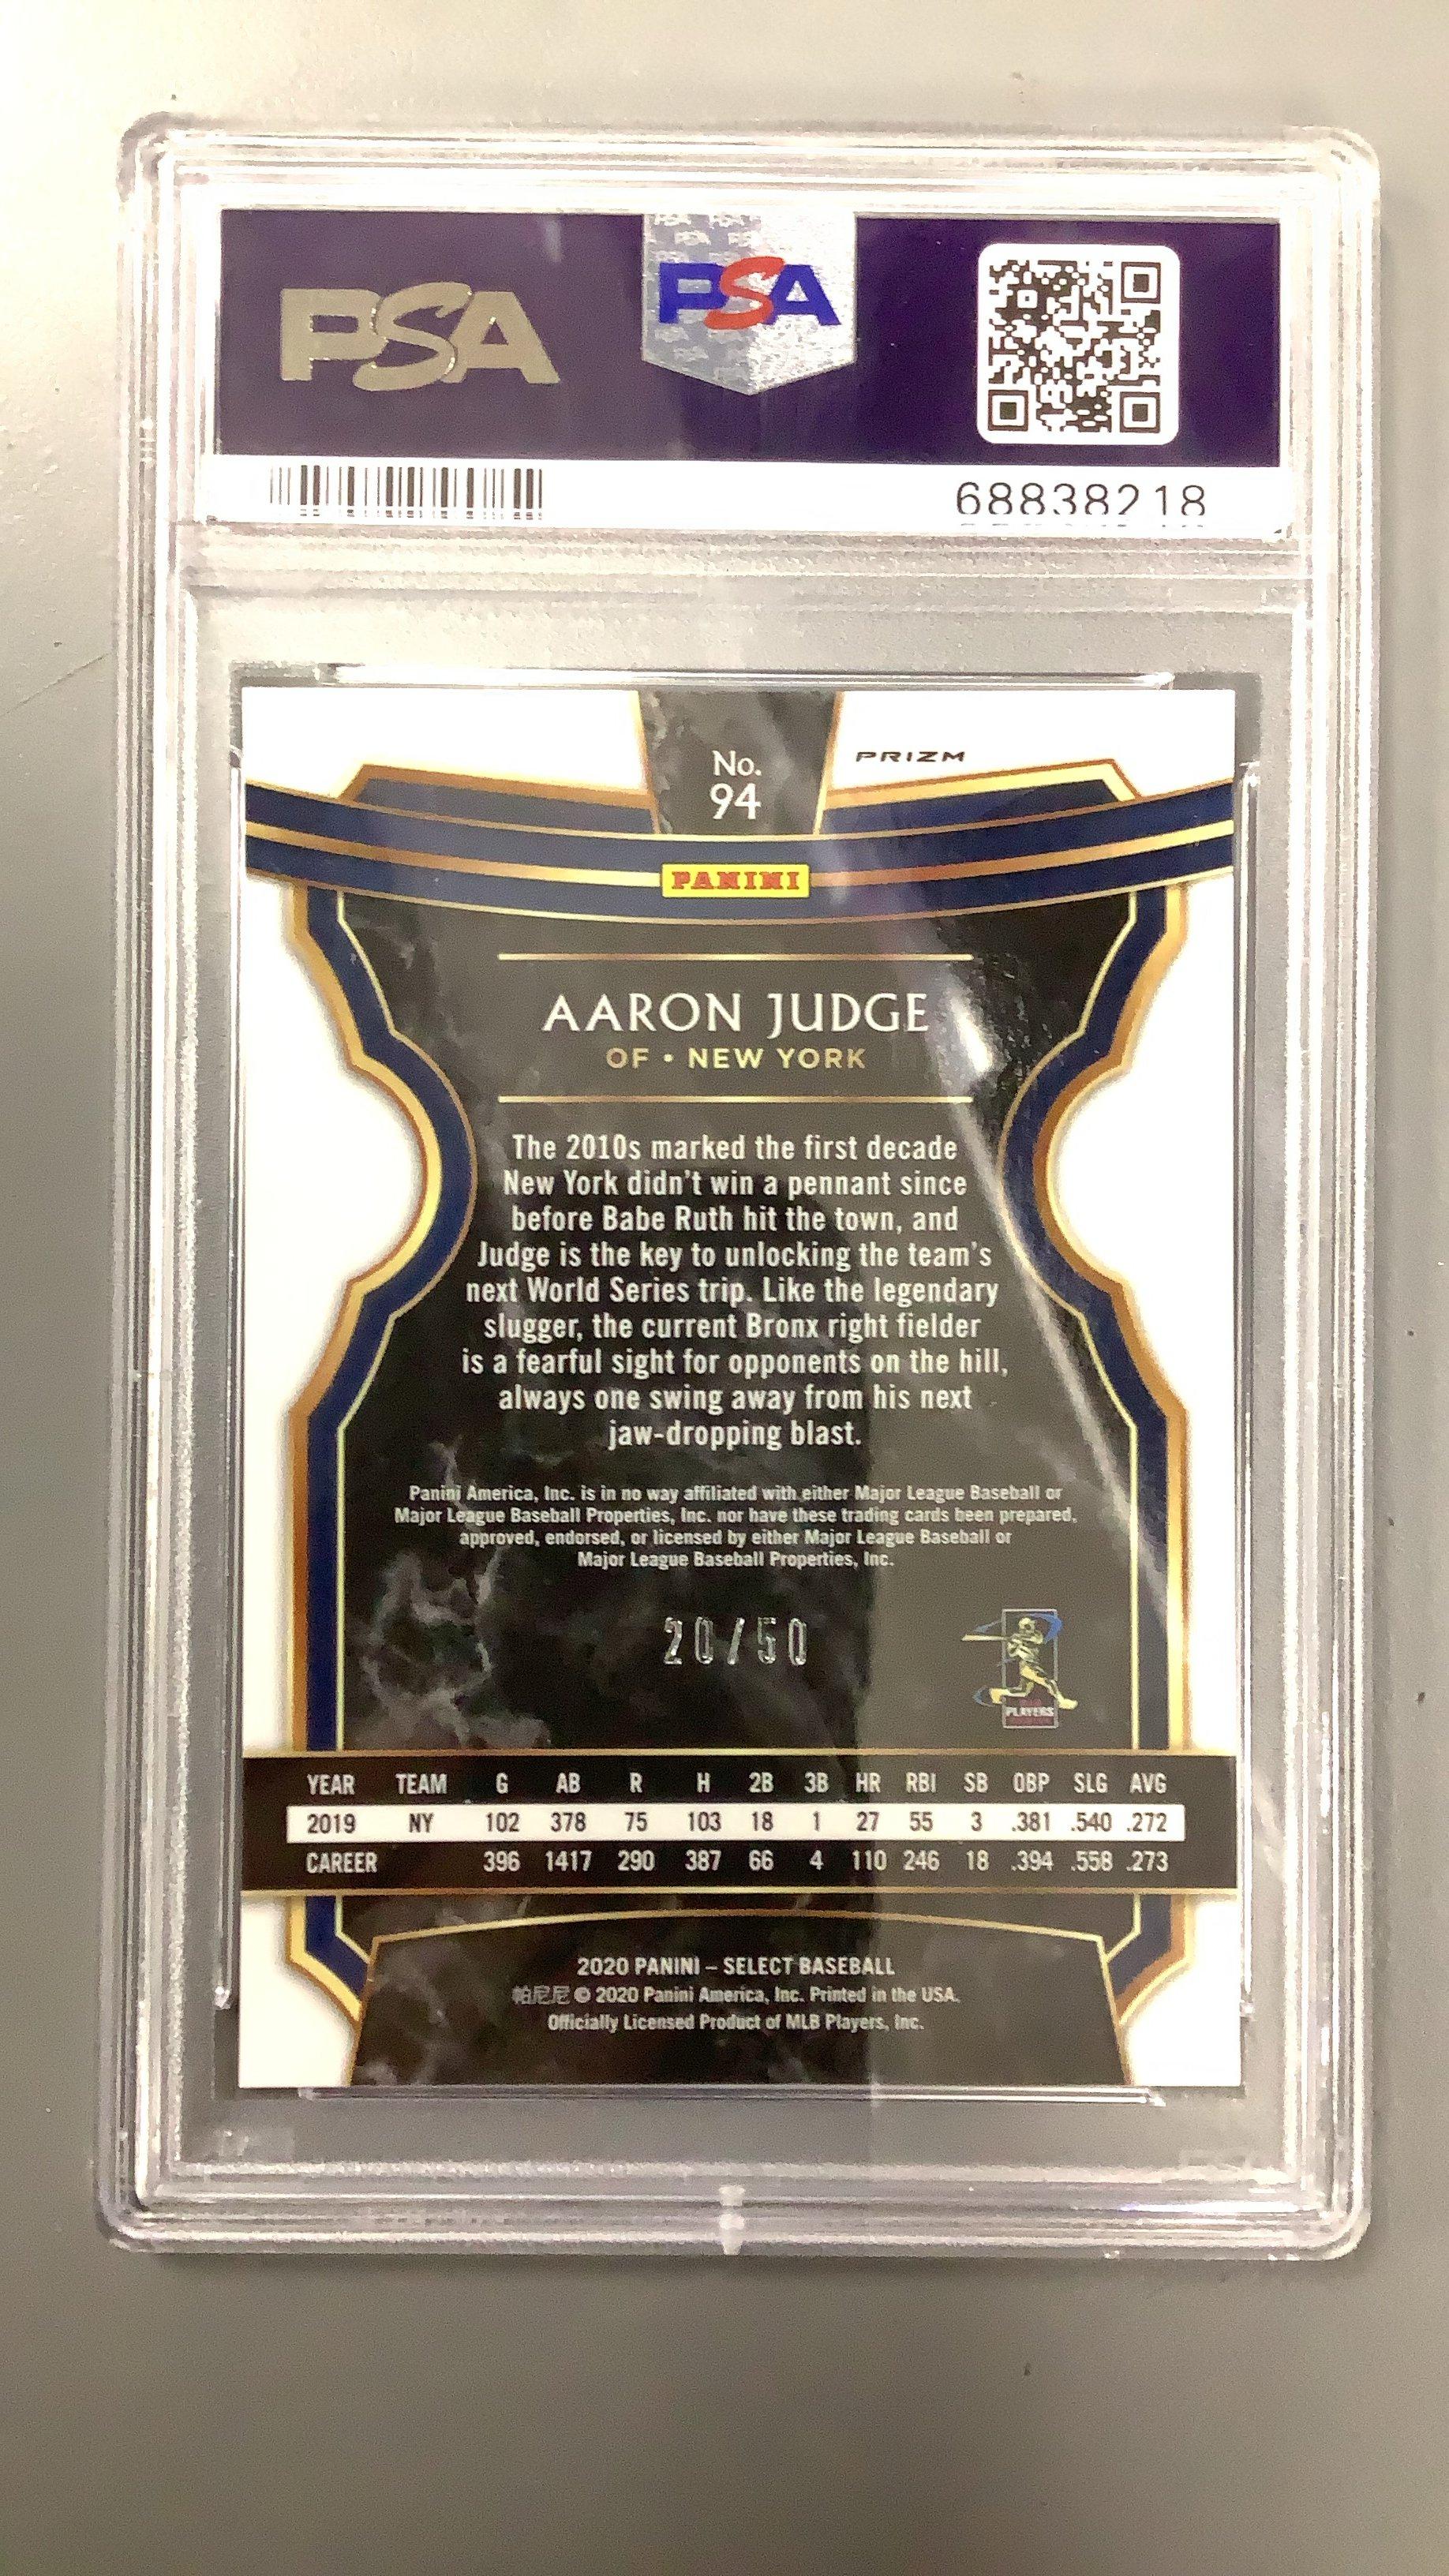 PSA
PSA
68838218
No.
94
PRIZM
PANINI
AARON JUDGE
OF • NEW YORK
The 2010s marked the first decade
New York didn't win a pennant since
before Babe Ruth hit the town, and
Judge is the key to unlocking the team's
next World Series trip. Like the legendary
slugger, the current Bronx right fielder
is a fearful sight for opponents on the hill,
always one swing away from his next
jaw-dropping blast.
Panini America, Inc. is in no way affiliated with either Major League Baseball or
Major League Baseball Properties, Inc. nor have these trading cards been prepared,
approved, endorsed, or licensed by either Major League Baseball or
Major League Baseball Properties, Inc.
20/50
PLAYERS
YEAR TEAM G AB R H 2B 3B HR RBI SB OBP SLG AVG
2019 NY 102 378 75 103 18 1 27 55 3 .381 .540 .272
CAREER 396 1417 290 387 66 4 110 246 18 .394 .558 .273
2020 PANINI – SELECT BASEBALL
帕尼尼 © 2020 Panini America, Inc. Printed in the USA.
Officially Licensed Product of MLB Players, Inc.